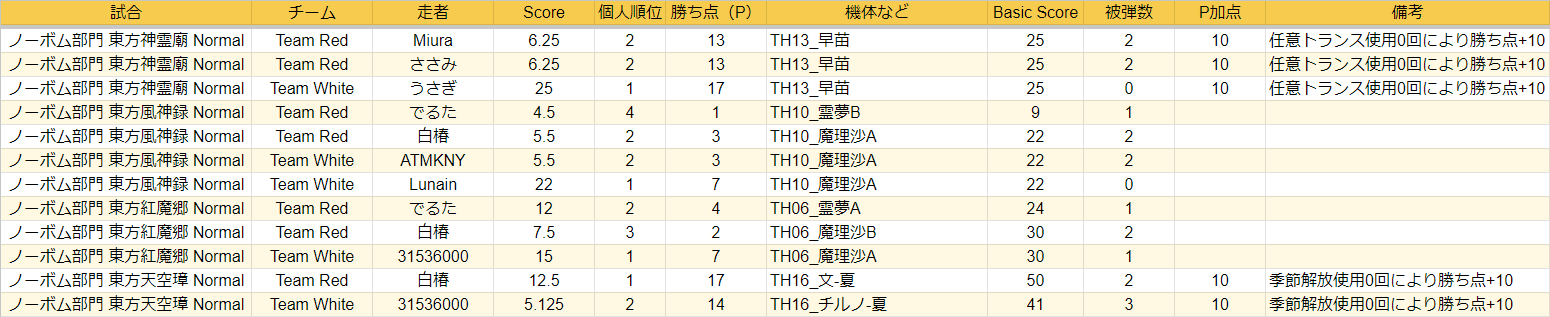 試合 チーム 走者 Score 個人順位 勝ち点（P） 機体など Basic Score 被弾数 P加点 備考
ノーボム部門 東方神霊廟 Normal Team Red Miura 6.25 2 13 TH13_早苗 25 2 10 任意トランス使用0回により勝ち点+10
ノーボム部門 東方神霊廟 Normal Team Red ささみ 6.25 2 13 TH13_早苗 25 2 10 任意トランス使用0回により勝ち点+10
ノーボム部門 東方神霊廟 Normal Team White うさぎ 25 1 17 TH13_早苗 25 0 10 任意トランス使用0回により勝ち点+10
ノーボム部門 東方風神録 Normal Team Red でるた 4.5 4 1 TH10_霊夢B 9 1
ノーボム部門 東方風神録 Normal Team Red 白椿 5.5 2 3 TH10_魔理沙A 22 2
ノーボム部門 東方風神録 Normal Team White ATMKNY 5.5 2 3 TH10_魔理沙A 22 2
ノーボム部門 東方風神録 Normal Team White Lunain 22 1 7 TH10_魔理沙A 22 0
ノーボム部門 東方紅魔郷 Normal Team Red でるた 12 2 4 TH06_霊夢A 24 1
ノーボム部門 東方紅魔郷 Normal Team Red 白椿 7.5 3 2 TH06_魔理沙B 30 2
ノーボム部門 東方紅魔郷 Normal Team White 31536000 15 1 7 TH06_魔理沙A 30 1
ノーボム部門 東方天空璋 Normal Team Red 白椿 12.5 1 17 TH16_文-夏 50 2 10 季節解放使用0回により勝ち点+10
ノーボム部門 東方天空璋 Normal Team White 31536000 5.125 2 14 TH16_チルノ-夏 41 3 10 季節解放使用0回により勝ち点+10